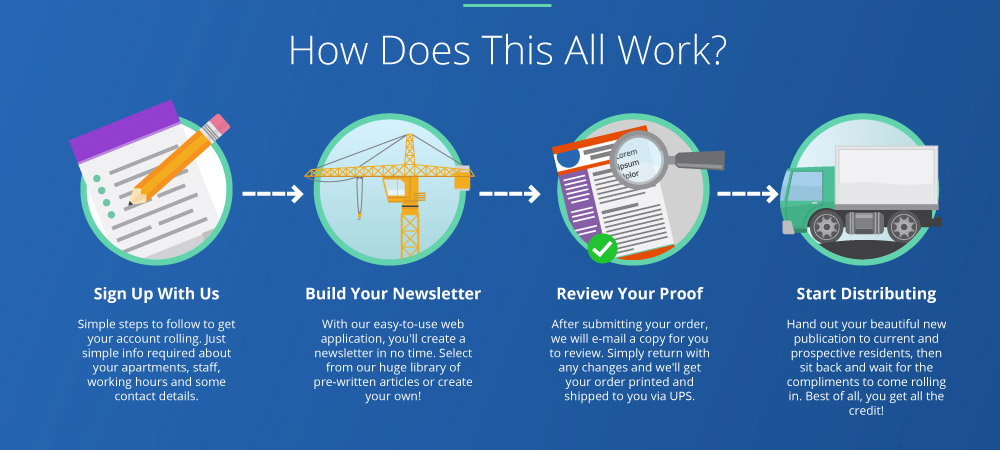 How Does This All Work?
Lorem
ipsum
dolor
Sign Up With Us
Simple steps to follow to get
your account rolling. Just
simple info required about
your apartments, staff,
working hours and some
contact details.
Build Your Newsletter
With our easy-to-use web
application, you'll create a
newsletter in no time. Select
from our huge library of
pre-written articles or create
your own!
Review Your Proof
After submitting your order,
we will e-mail a copy for you
to review. Simply return with
any changes and we'll get
your order printed and
shipped to you via UPS.
Start Distributing
Hand out your beautiful new
publication to current and
prospective residents, then
sit back and wait for the
compliments to come rolling
in. Best of all, you get all the
credit!